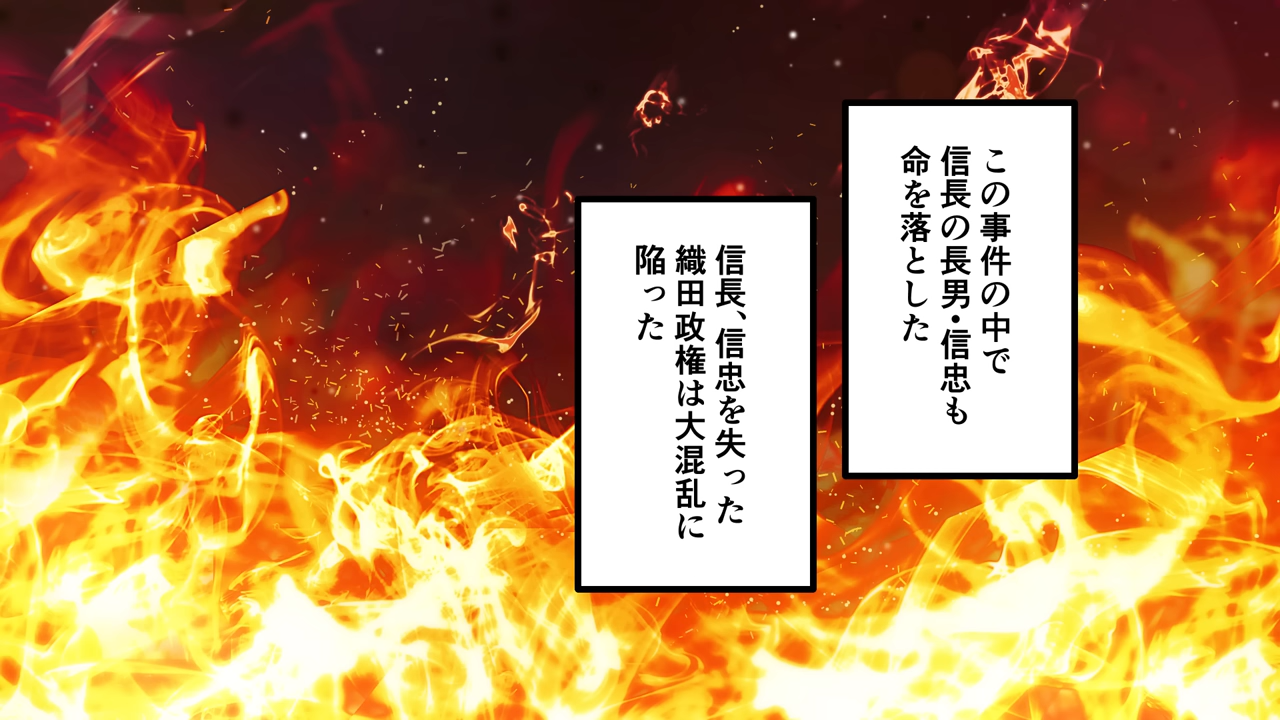 この事件の中で
信長の長男・信忠も
命を落とした
信長、信忠を失った
織田政権は大混乱に
陥った